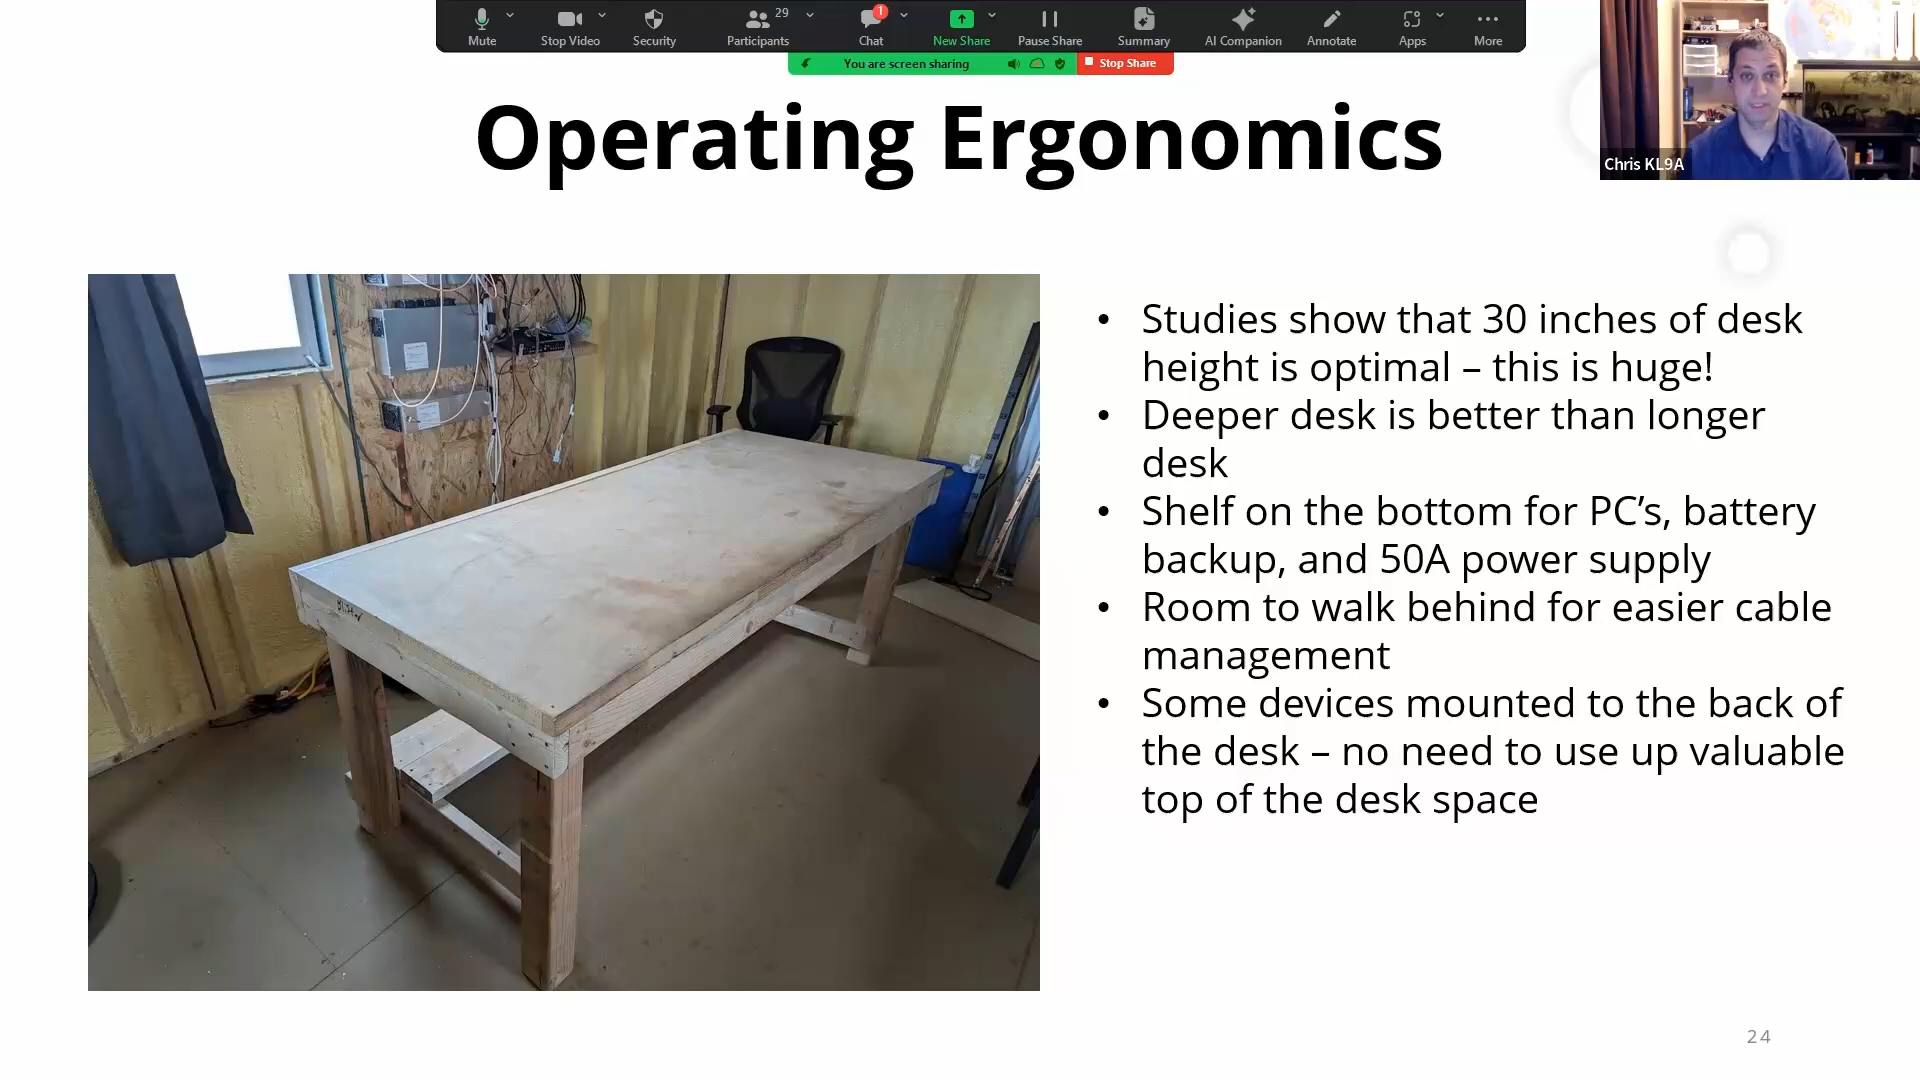 Mute
Stop Video
Security
Participants
29
Chat
1
New Share
Pause Share
Summary
AI Companion
Annotate
Apps
More
You are screen sharing
Stop Share
Chris KL9A
Operating Ergonomics
• Studies show that 30 inches of desk
height is optimal – this is huge!
• Deeper desk is better than longer
desk
• Shelf on the bottom for PC’s, battery
backup, and 50A power supply
• Room to walk behind for easier cable
management
• Some devices mounted to the back of
the desk – no need to use up valuable
top of the desk space
24